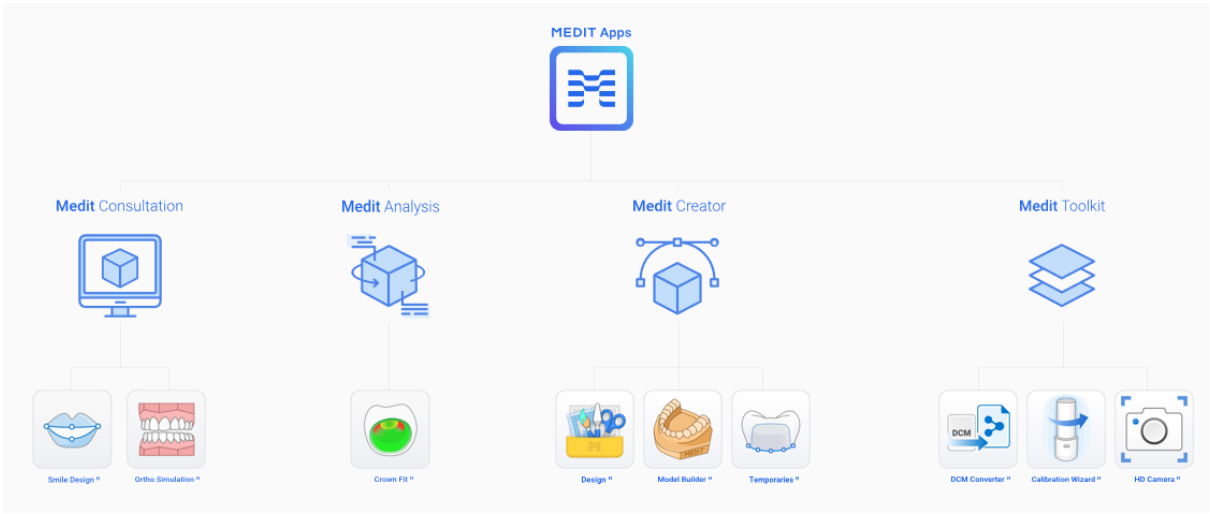 MEDIT Apps
Medit Consultation
Medit Analysis
Medit Creator
Medit Toolkit
DCM
MEDIT
Smile Design
Ortho Simulation
Crown Fit
Design
Model Builder
Temporaries
DCM Converter
Calibration Wizard
HD Camera